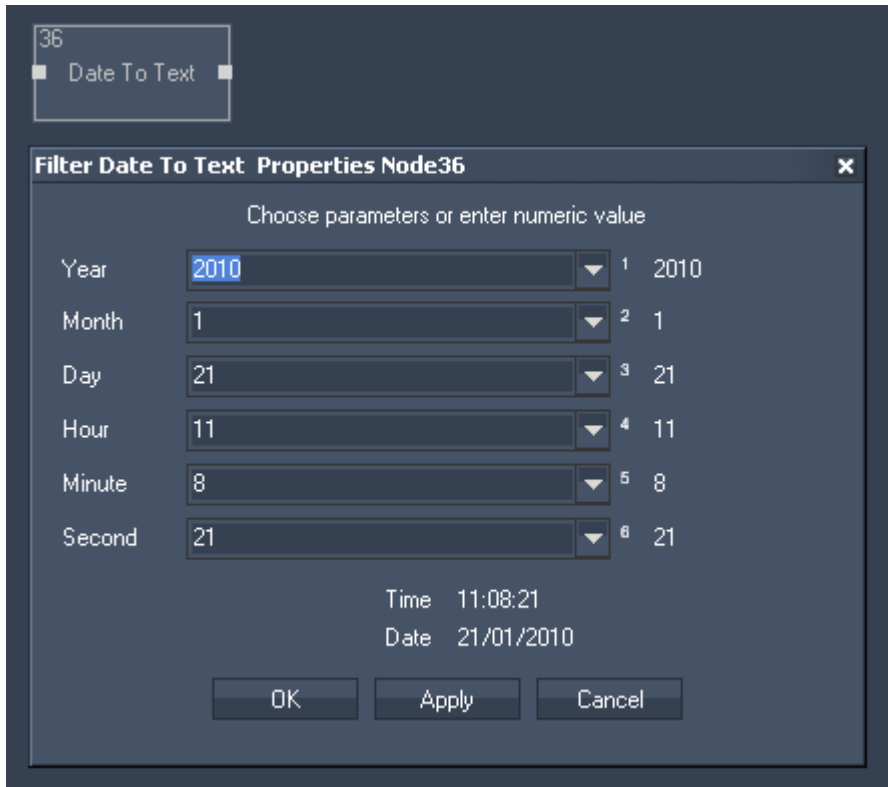 36
Date To Text
Filter Date To Text Properties Node36
Choose parameters or enter numeric value
Year 2010 1 2010
Month 1 2 1
Day 21 3 21
Hour 11 4 11
Minute 8 5 8
Second 21 6 21
Time 11:08:21
Date 21/01/2010
OK Apply Cancel